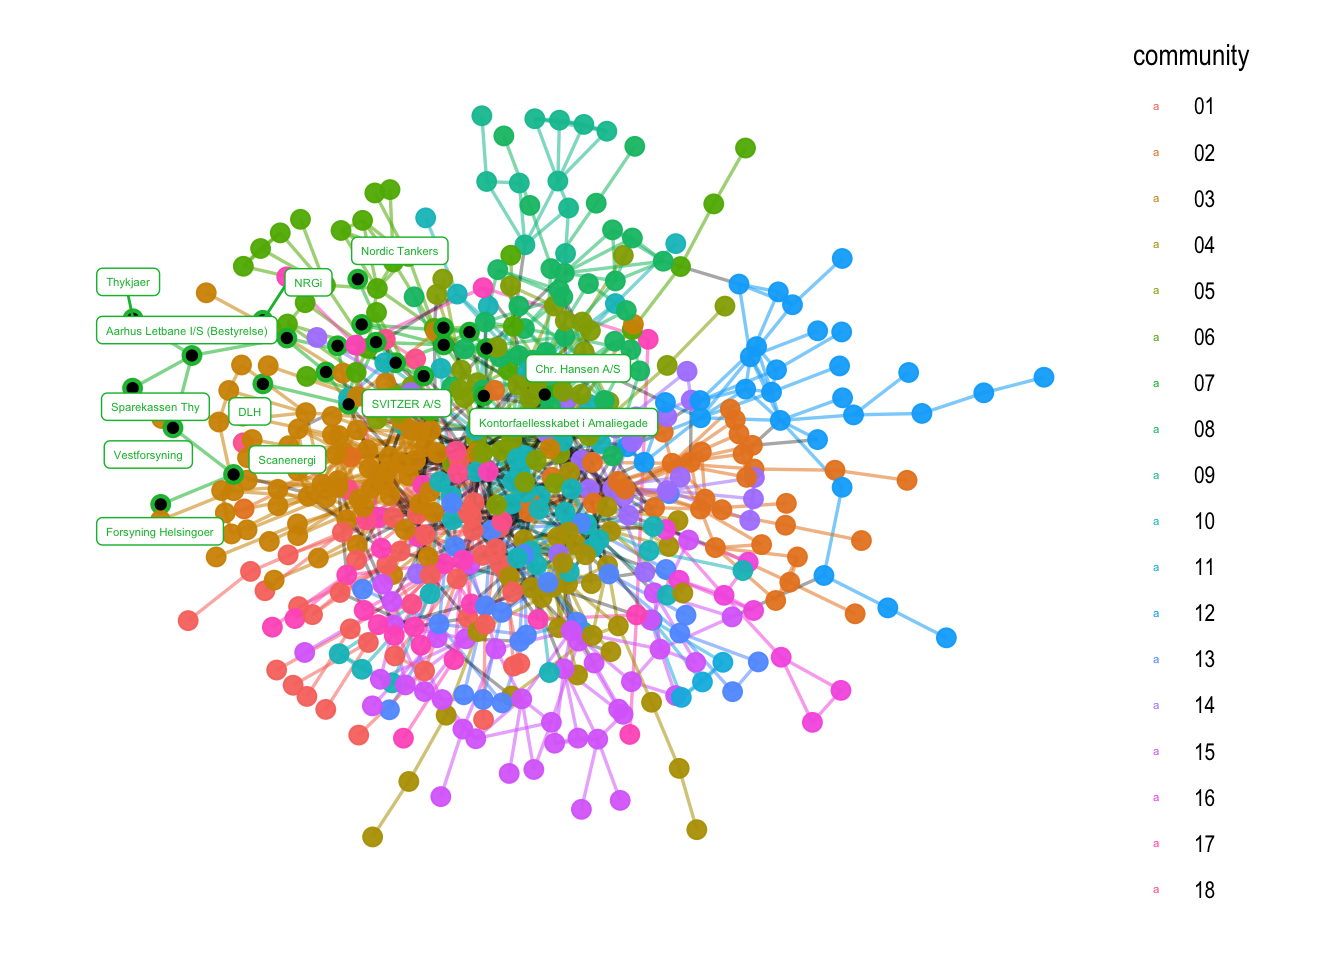 community
a 01
a 02
a 03
a 04
a 05
a 06
a 07
a 08
a 09
a 10
a 11
a 12
a 13
a 14
a 15
a 16
a 17
a 18
Nordic Tankers
Thykjaer
NRGi
Aarhus Letbane I/S (Bestyrelse)
Chr. Hansen A/S
Sparekassen Thy
DLH
SVITZER A/S
Kontorfaellesskabet i Amaliegade
Vestforsyning
Scanenergi
Forsyning Helsingoer